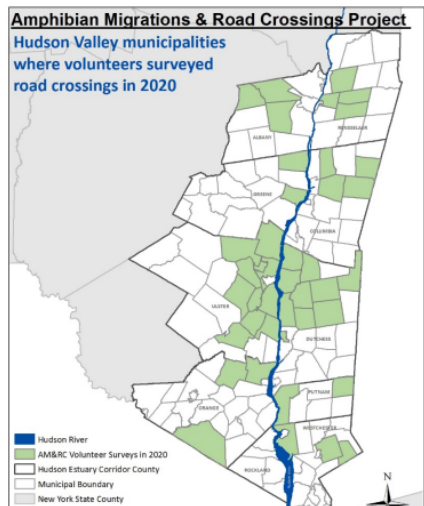 Amphibian Migrations & Road Crossings Project
Hudson Valley municipalities
where volunteers surveyed
road crossings in 2020
ALBANY
RENSSELAER
GREENE
COLUMBIA
ULSTER
DUTCHESS
PUTNAM
ORANGE
WESTCHESTER
ROCKLAND
Hudson River
AM&RC Volunteer Surveys in 2020
Hudson Estuary Corridor County
Municipal Boundary
New York State County
N